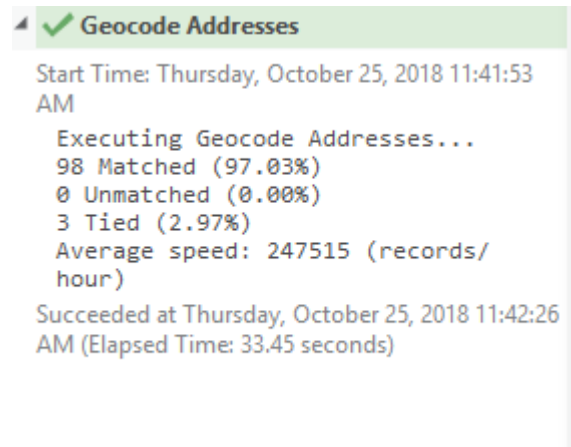 Geocode Addresses
Start Time: Thursday, October 25, 2018 11:41:53
AM
Executing Geocode Addresses...
98 Matched (97.03%)
0 Unmatched (0.00%)
3 Tied (2.97%)
Average speed: 247515 (records/
hour)
Succeeded at Thursday, October 25, 2018 11:42:26
AM (Elapsed Time: 33.45 seconds)